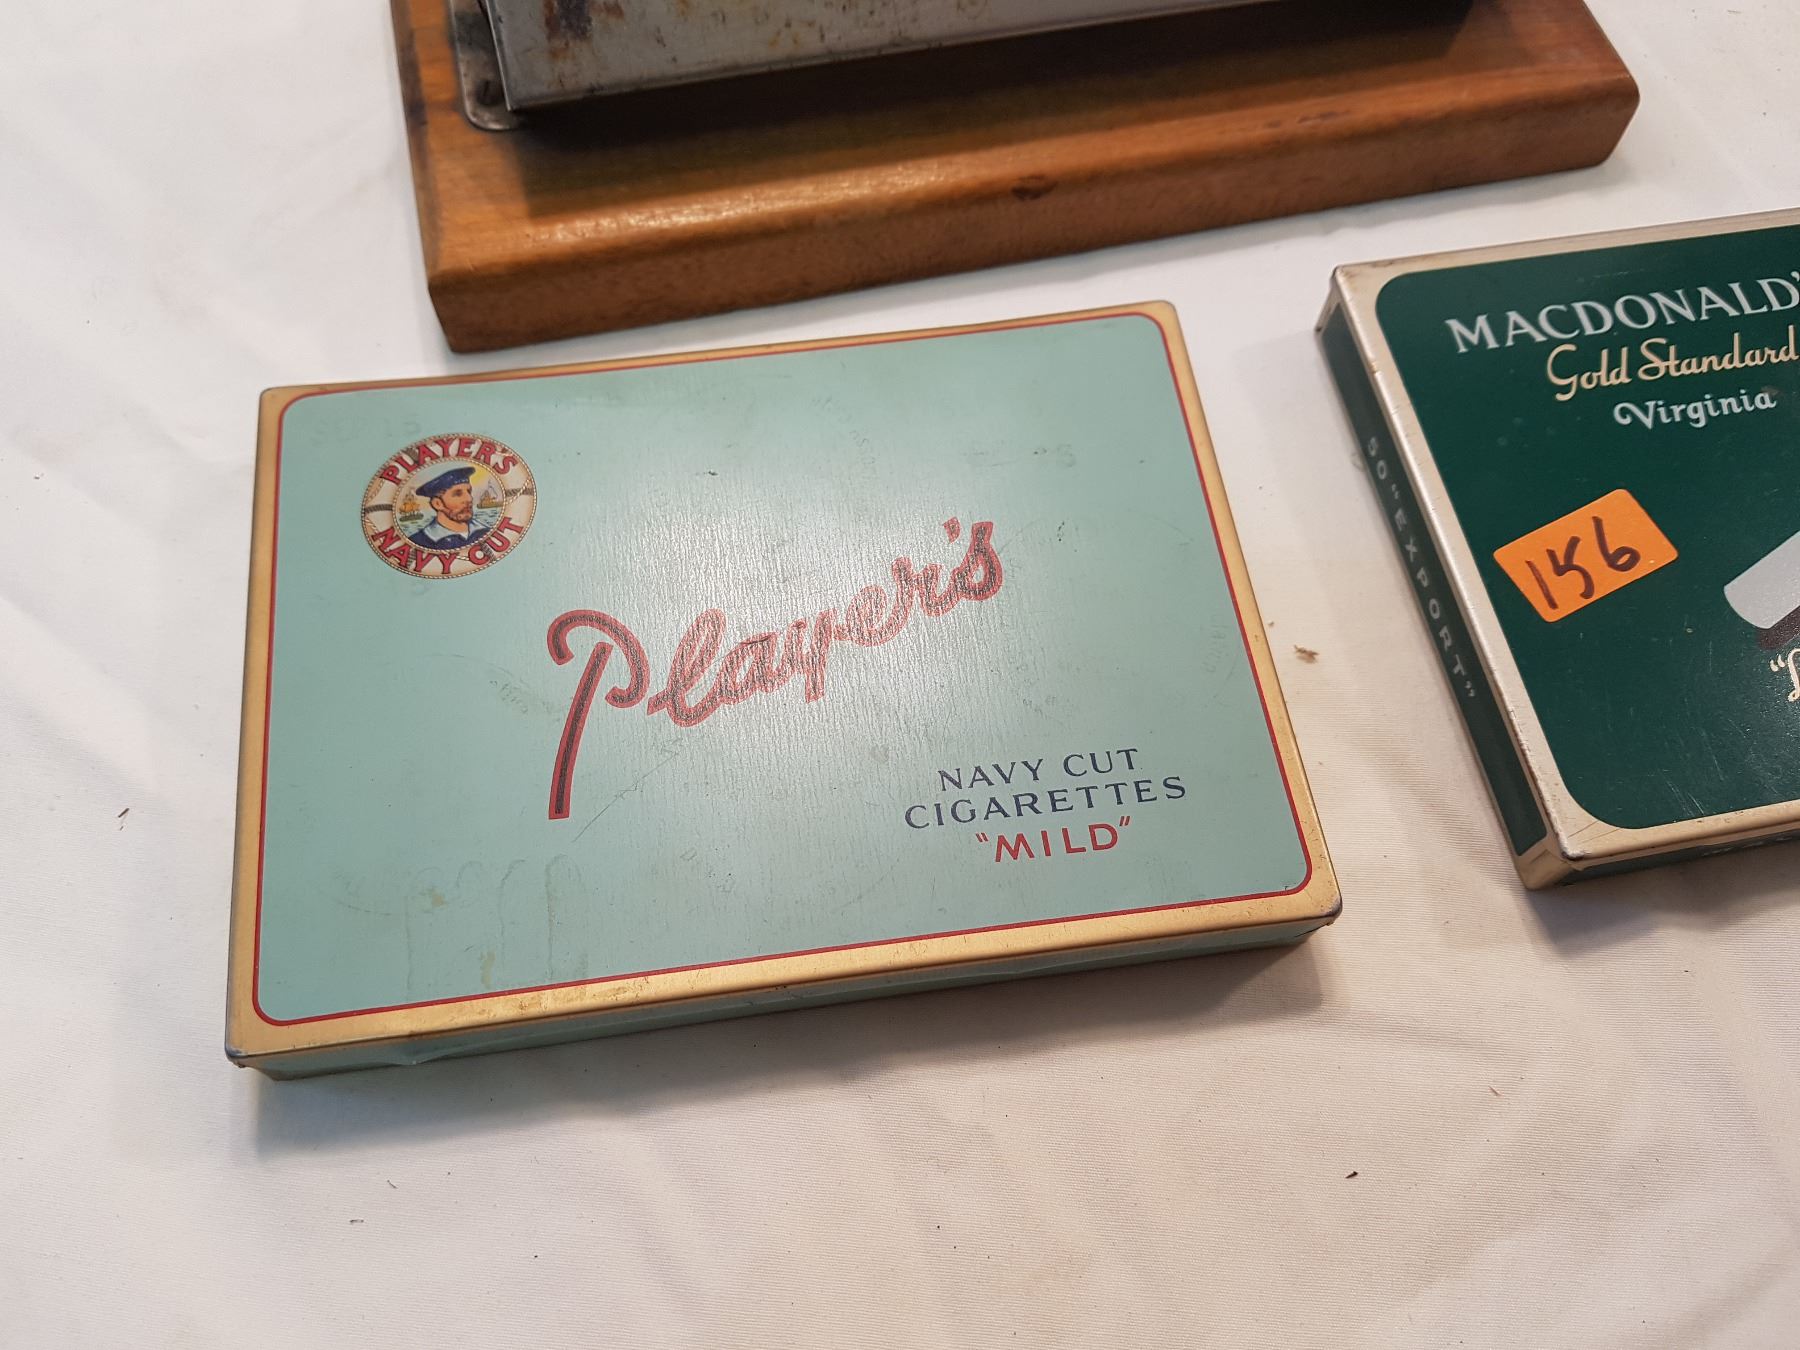 PLAYER'S
NAVY CUT
Player's
NAVY CUT
CIGARETTES
"MILD"
MACDONALD'
Gold Standard
Virginia
156
50 "EXPORT"